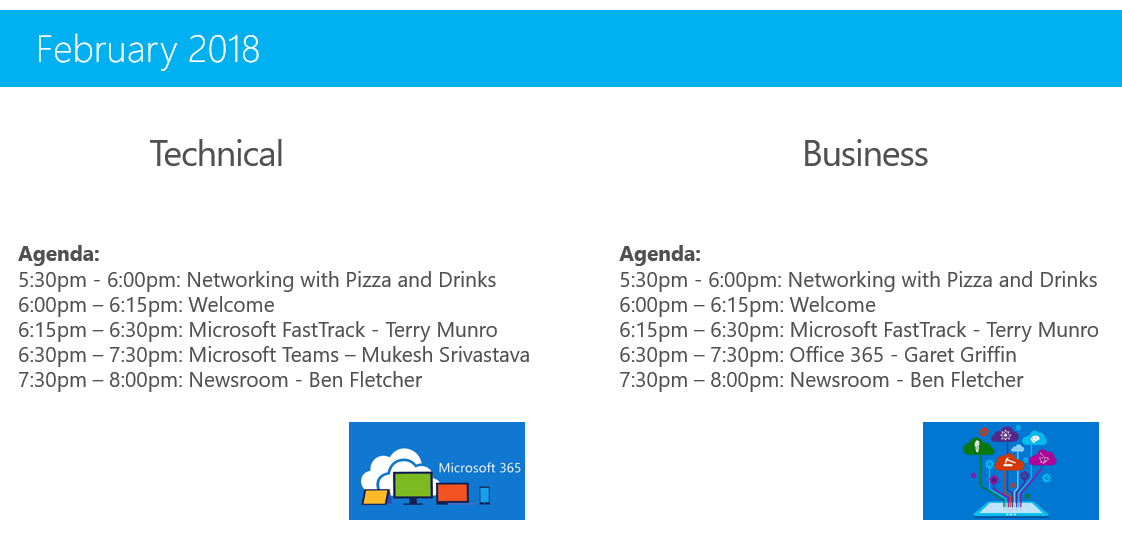 February 2018
Technical
Agenda:
5:30pm - 6:00pm: Networking with Pizza and Drinks
6:00pm – 6:15pm: Welcome
6:15pm – 6:30pm: Microsoft FastTrack - Terry Munro
6:30pm – 7:30pm: Microsoft Teams – Mukesh Srivastava
7:30pm – 8:00pm: Newsroom - Ben Fletcher
Microsoft 365
Business
Agenda:
5:30pm - 6:00pm: Networking with Pizza and Drinks
6:00pm – 6:15pm: Welcome
6:15pm – 6:30pm: Microsoft FastTrack - Terry Munro
6:30pm – 7:30pm: Office 365 - Garet Griffin
7:30pm – 8:00pm: Newsroom - Ben Fletcher